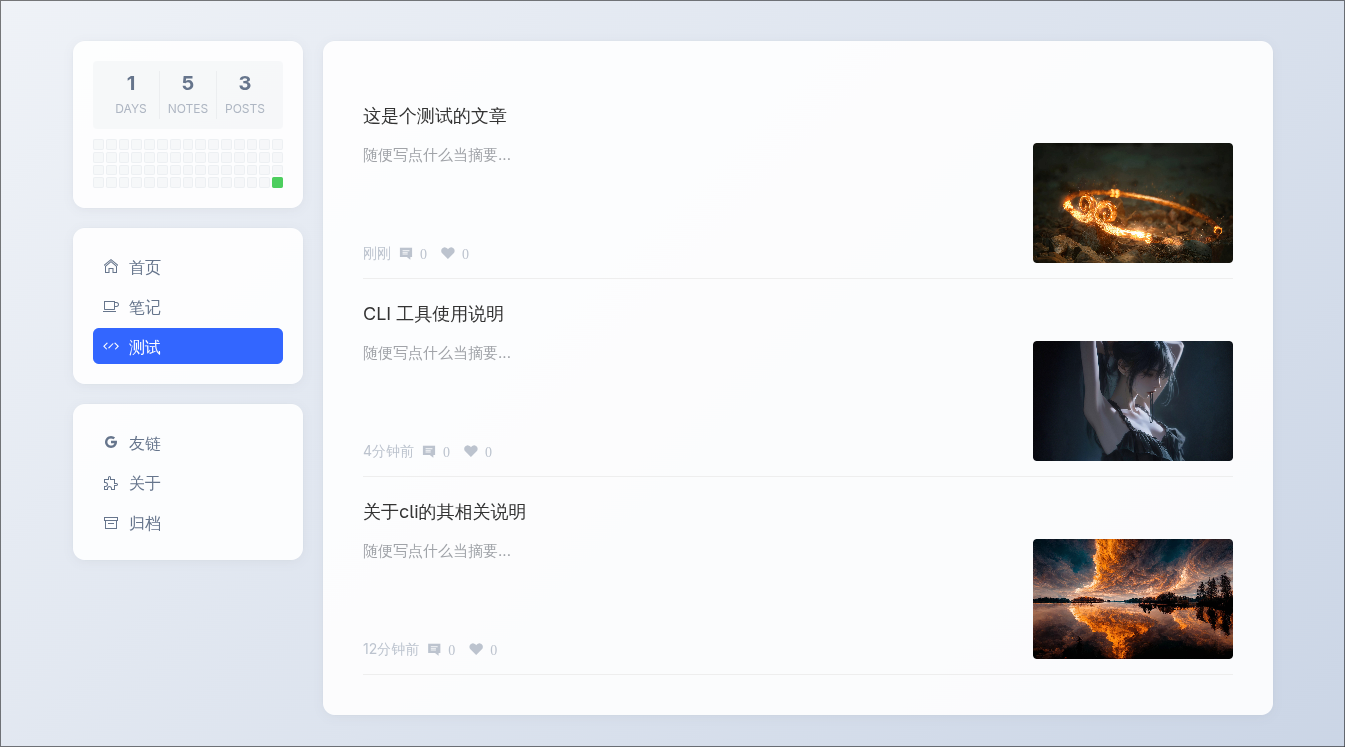 1 5 3
DAYS NOTES POSTS
首页
笔记
测试
友链
关于
归档
这是个测试的文章
随便写点什么当摘要...
刚刚 0 0
CLI 工具使用说明
随便写点什么当摘要...
4分钟前 0 0
关于cli的其相关说明
随便写点什么当摘要...
12分钟前 0 0